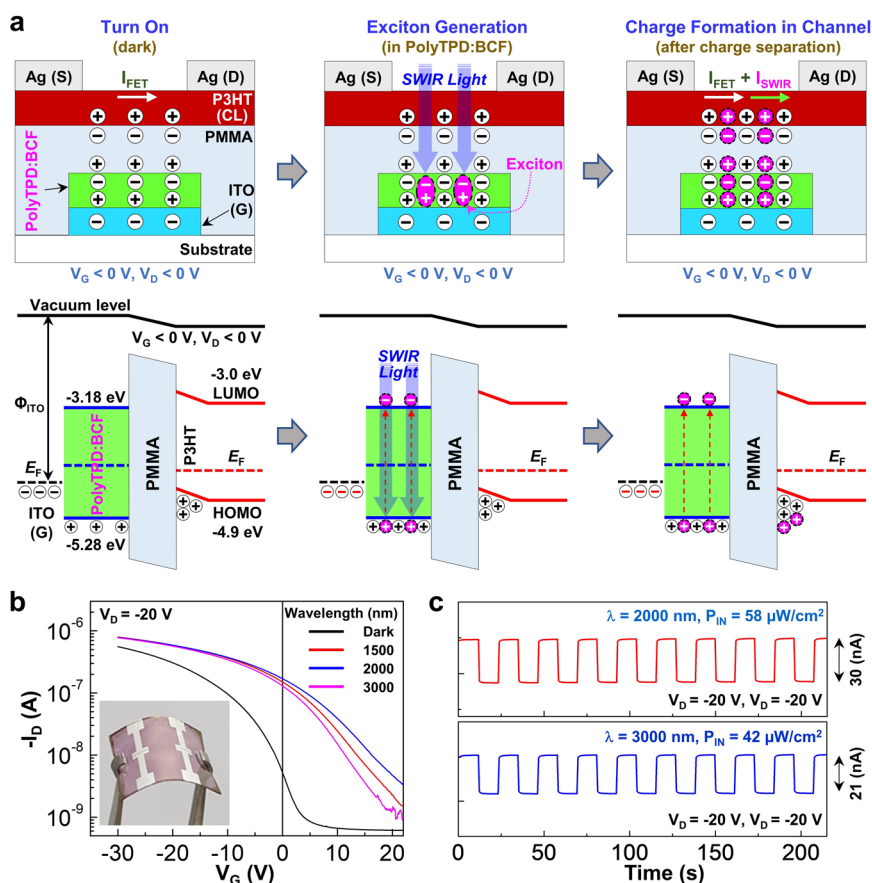 a
Turn On
(dark)
Exciton Generation
(in PolyTPD:BCF)
Charge Formation in Channel
(after charge separation)
Ag (S)
I_FET
Ag (D)
P3HT
(CL)
PMMA
PolyTPD:BCF
ITO
(G)
Substrate
V_G < 0 V, V_D < 0 V
Ag (S)
SWIR Light
Ag (D)
Exciton
V_G < 0 V, V_D < 0 V
Ag (S)
I_FET + I_SWIR
Ag (D)
V_G < 0 V, V_D < 0 V
Vacuum level
V_G < 0 V, V_D < 0 V
Φ_ITO
-3.18 eV
-3.0 eV
LUMO
PolyTPD:BCF
PMMA
P3HT
E_F
E_F
ITO
(G)
-5.28 eV
HOMO
-4.9 eV
SWIR
Light
PMMA
E_F
PMMA
E_F
b
V_D = -20 V
Wavelength (nm)
Dark
1500
2000
3000
10^-6
10^-7
10^-8
10^-9
-I_D (A)
-30
-20
-10
0
10
20
V_G (V)
c
λ = 2000 nm, P_IN = 58 μW/cm²
30 (nA)
V_D = -20 V, V_D = -20 V
λ = 3000 nm, P_IN = 42 μW/cm²
21 (nA)
V_D = -20 V, V_D = -20 V
0
50
100
150
200
Time (s)